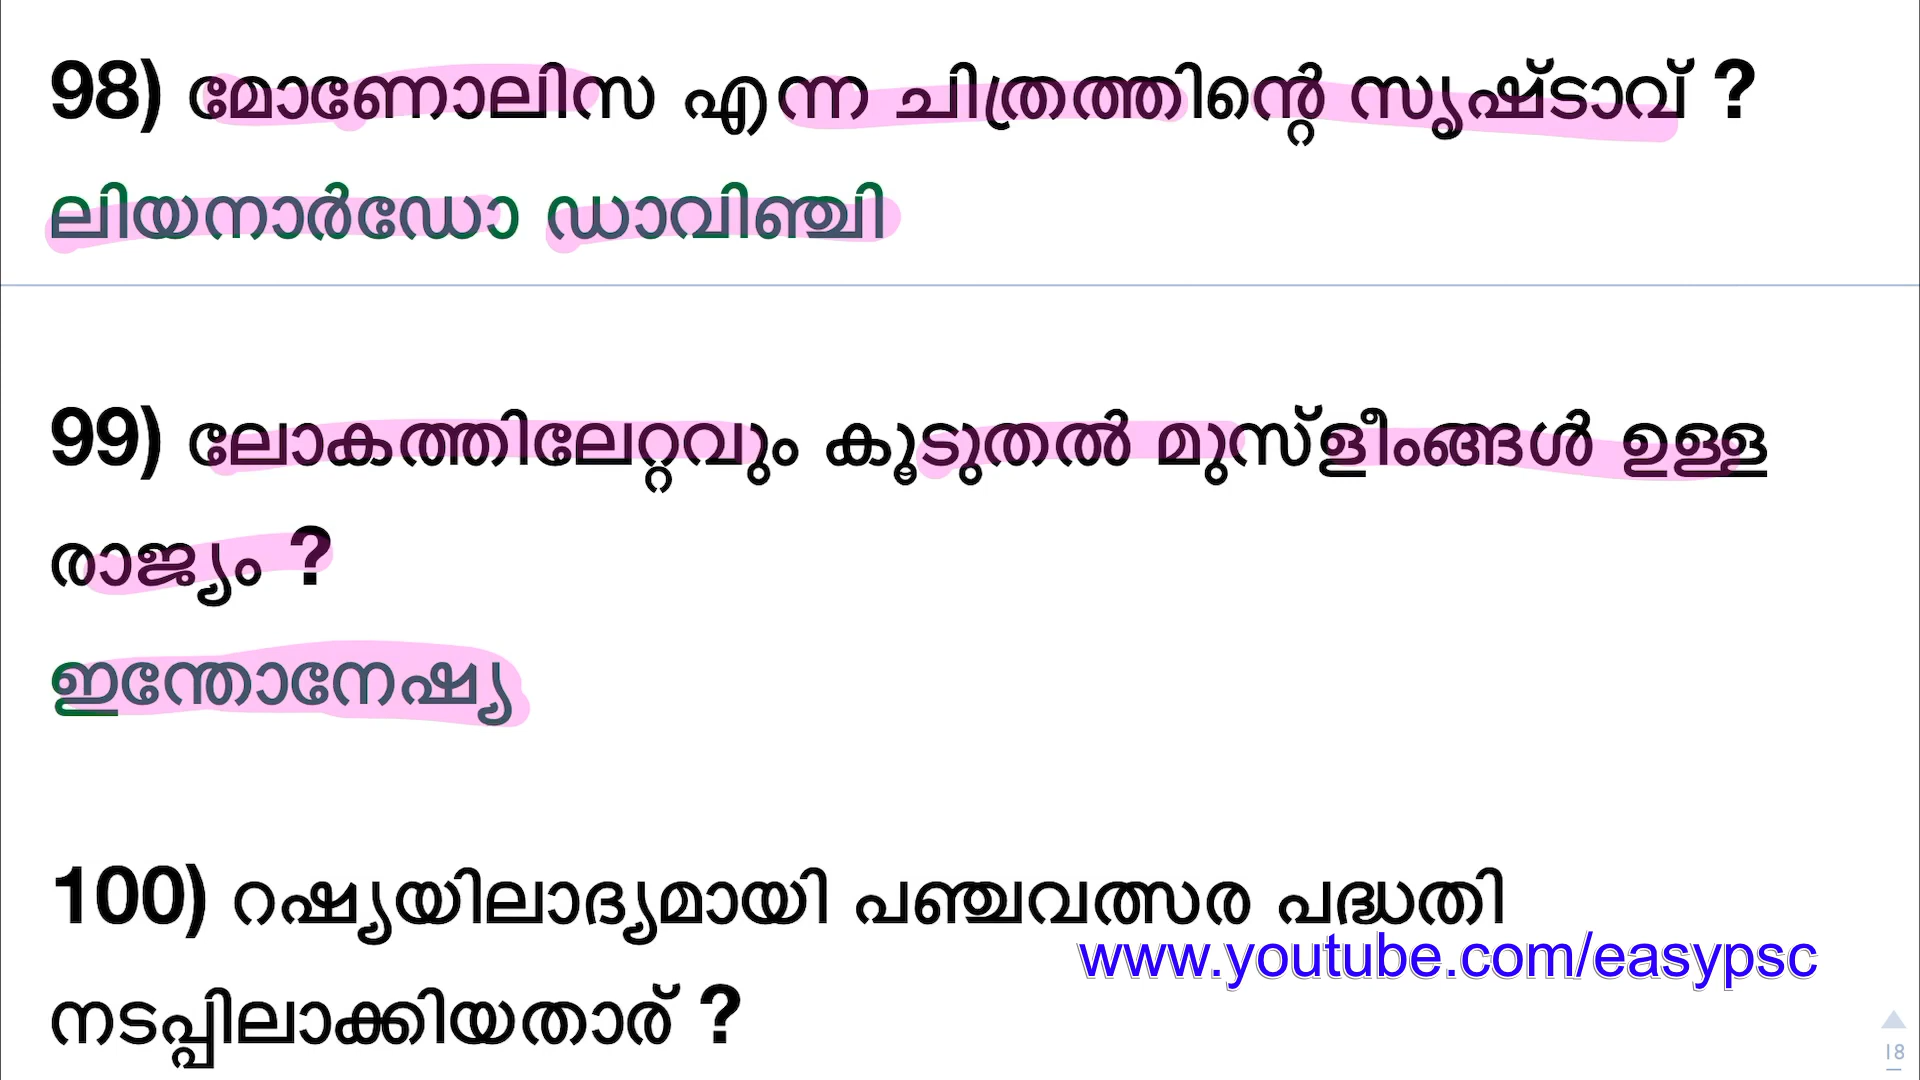 98) മോണോലിസ എന്ന ചിത്രത്തിന്റെ സൃഷ്ടാവ് ?
ലിയനാർഡോ ഡാവിഞ്ചി
99) ലോകത്തിലേറ്റവും കൂടുതൽ മുസ്ളീംങ്ങൾ ഉള്ള
രാജ്യം ?
ഇന്തോനേഷ്യ
100) റഷ്യയിലാദ്യമായി പഞ്ചവത്സര പദ്ധതി
www.youtube.com/easypsc
നടപ്പിലാക്കിയതാര് ?
18